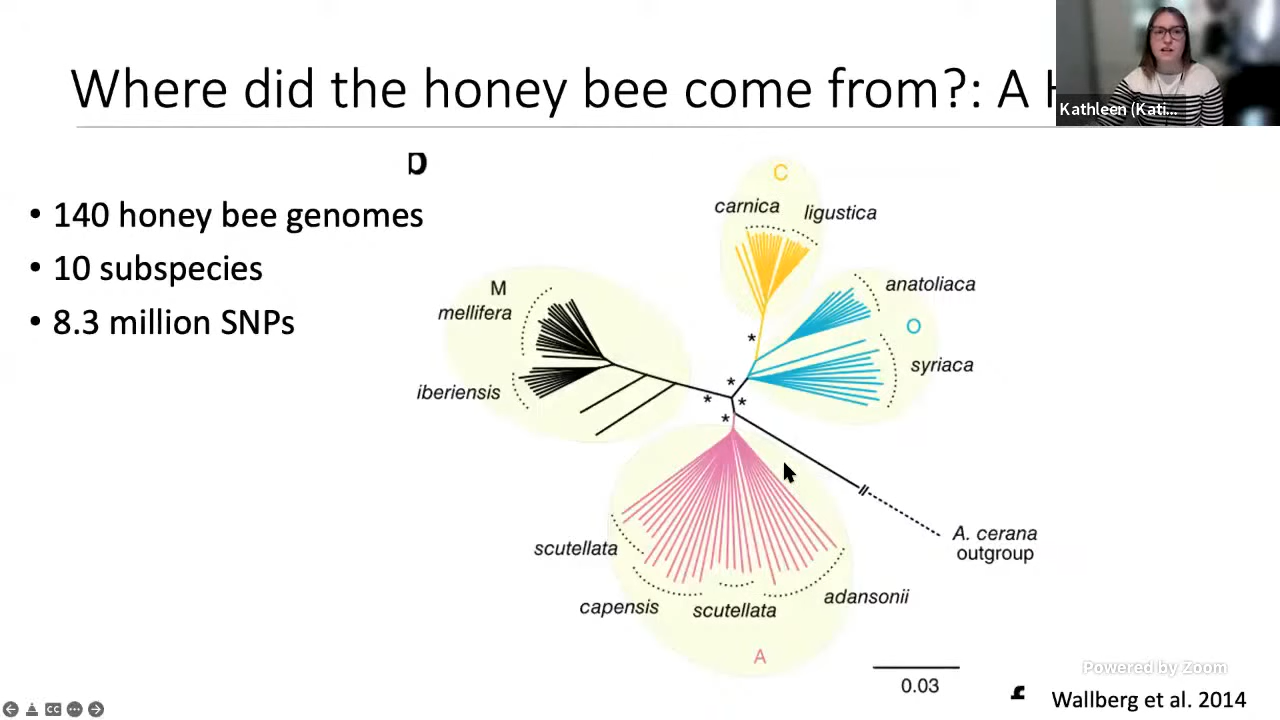 Where did the honey bee come from?: A
Kathleen (Kati...
• 140 honey bee genomes
• 10 subspecies
• 8.3 million SNPs
C
carnica
ligustica
anatoliaca
O
syriaca
M
mellifera
iberiensis
A. cerana
outgroup
scutellata
capensis
scutellata
adansonii
A
0.03
Powered by Zoom
Wallberg et al. 2014
CC